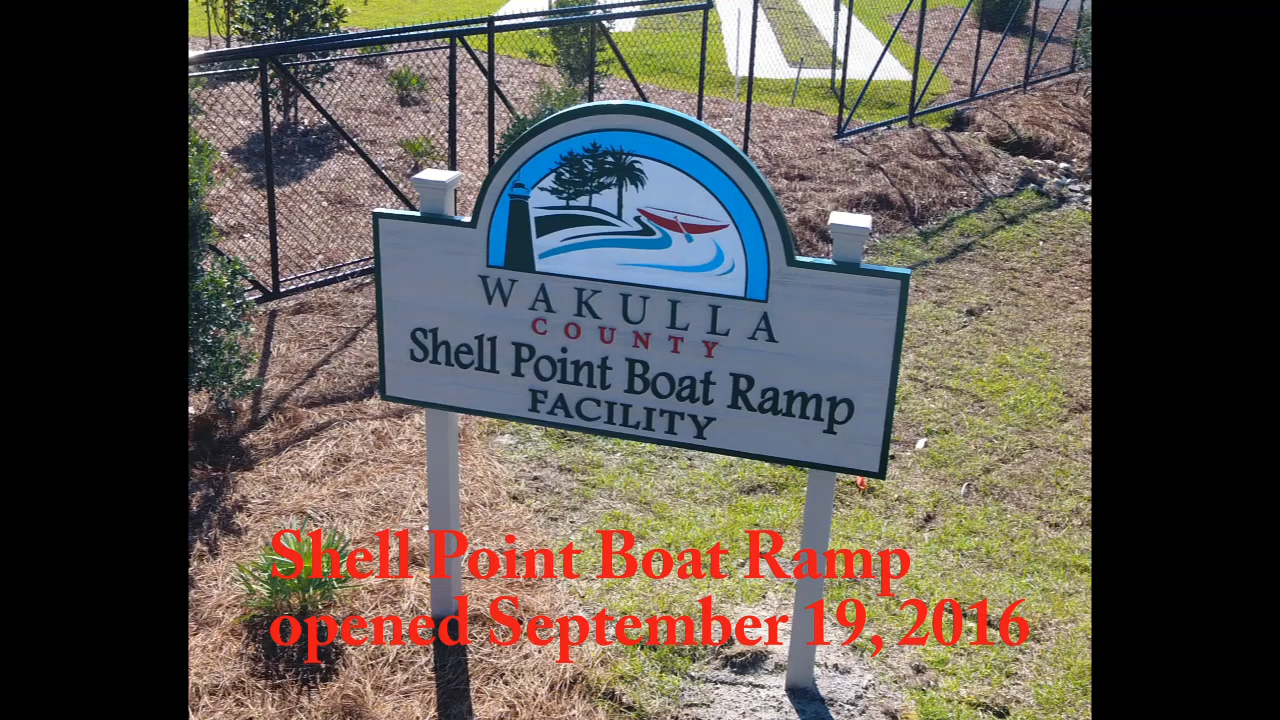 WAKULLA
COUNTY
Shell Point Boat Ramp
FACILITY
Shell Point Boat Ramp
opened September 19, 2016